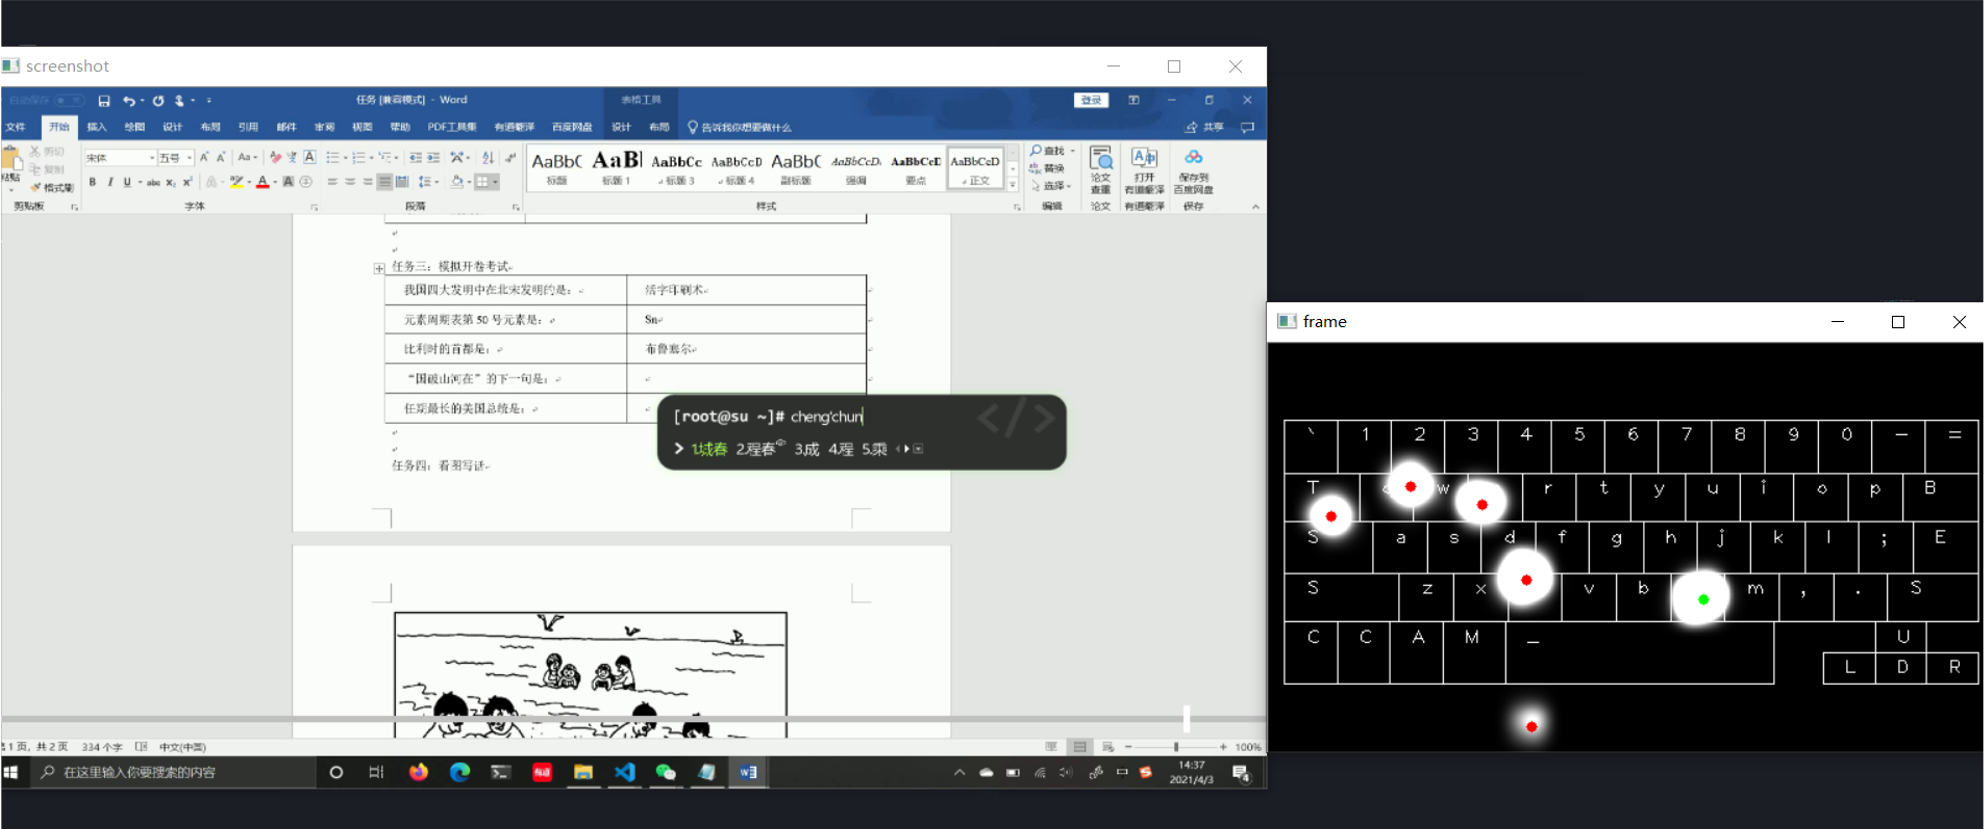 screenshot
自动保存
任务 [兼容模式] - Word
表格工具
登录
文件 开始 插入 绘图 设计 布局 引用 邮件 审阅 视图 帮助 PDF工具集 有道翻译 百度网盘 设计 布局 告诉我你想要做什么 共享
粘贴
剪切
复制
格式刷
剪贴板
宋体 五号 A A Aa A
B I U abc X₂ X² A A A
字体
段落
AaBbC AaBl AaBbCc AaBbCcD AaBbC AaBbCcDi AaBbCcD AaBbCcD
标题 标题 1 标题 3 标题 4 副标题 强调 要点 正文
样式
查找
替换
选择
编辑
论文查重
论文
打开有道翻译
有道翻译
保存到百度网盘
保存
任务三：模拟开卷考试
我国四大发明中在北宋发明的是： 活字印刷术
元素周期表第 50 号元素是： Sn
比利时的首都是： 布鲁塞尔
“国破山河在”的下一句是：
任期最长的美国总统是：
[root@su ~]# cheng'chun
1.城春 2.程春 3.成 4.程 5.乘
任务四：看图写话
第1页，共2页 334 个字 中文(中国)
100%
在这里输入你要搜索的内容
14:37
2021/4/3
4
frame
` 1 2 3 4 5 6 7 8 9 0 - =
T w r t y u i o p B
S a s d f g h j k l ; E
S z x v b m , . S
C C A M _ U
L D R